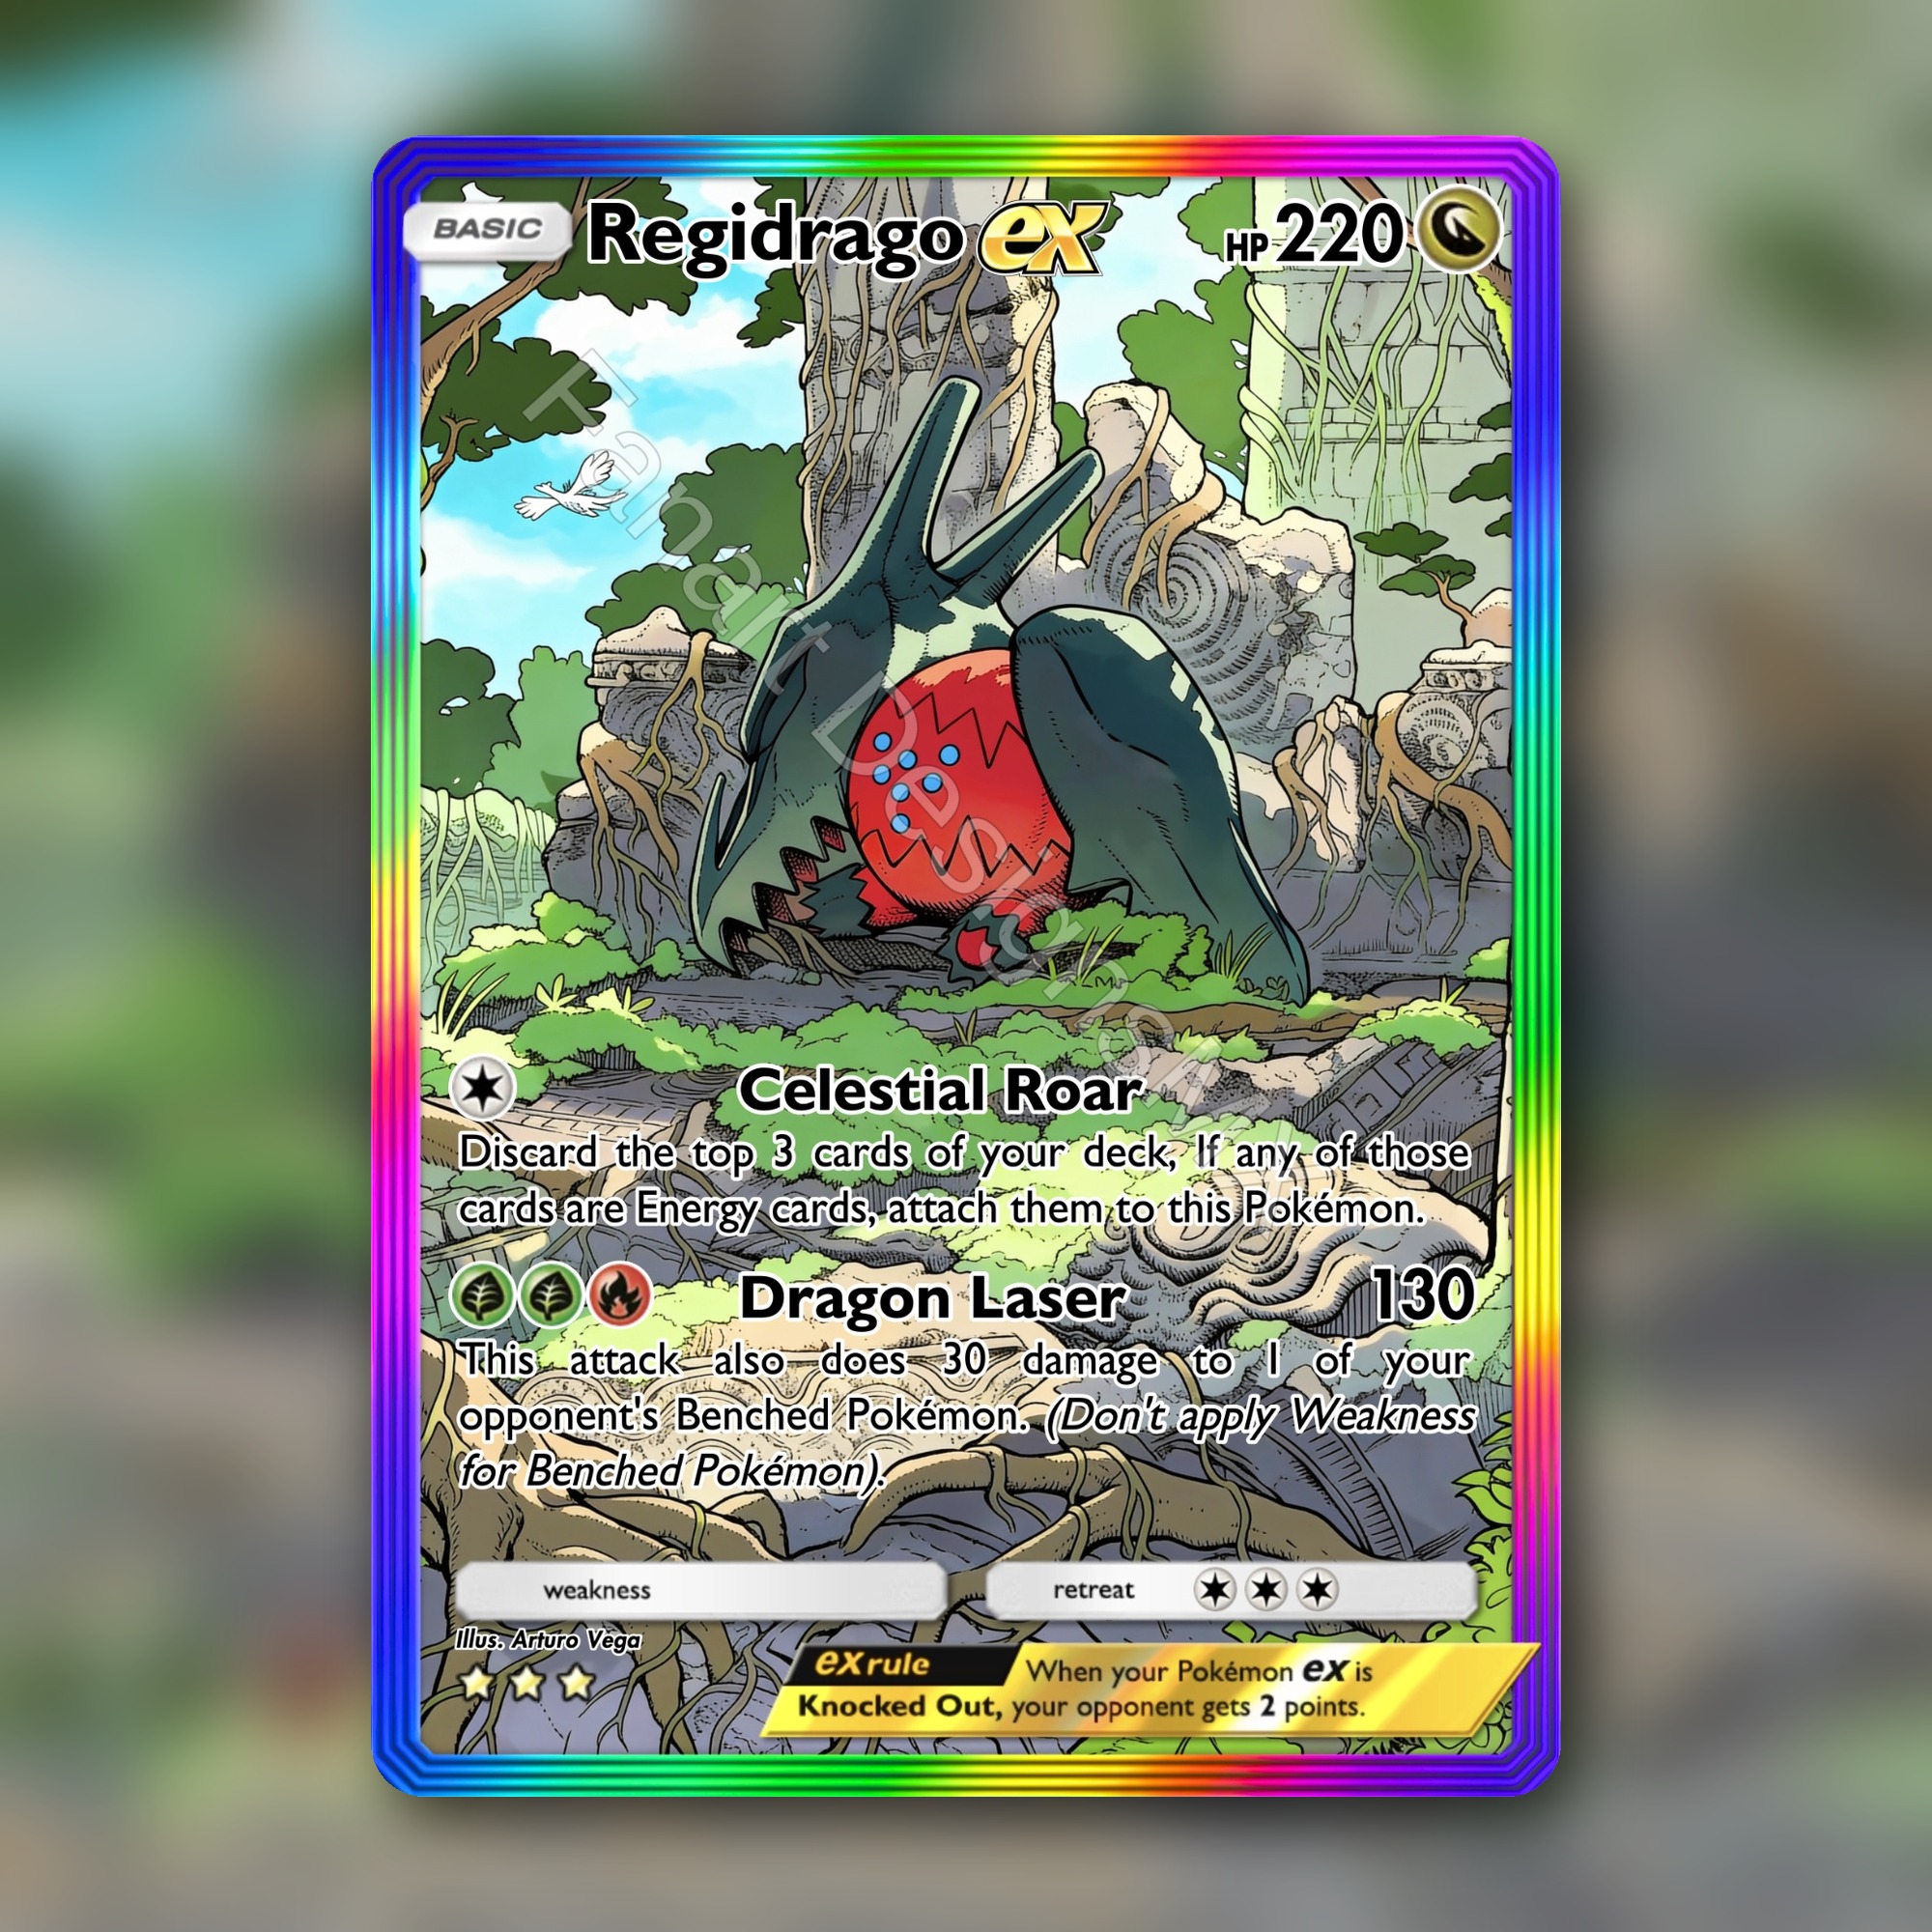 BASIC Regidrago ex HP 220
Celestial Roar
Discard the top 3 cards of your deck, If any of those
cards are Energy cards, attach them to this Pokémon.
Dragon Laser 130
This attack also does 30 damage to 1 of your
opponent's Benched Pokémon. (Don't apply Weakness
for Benched Pokémon).
weakness
retreat
Illus. Arturo Vega
ex rule When your Pokémon ex is
Knocked Out, your opponent gets 2 points.
Fanart Designs